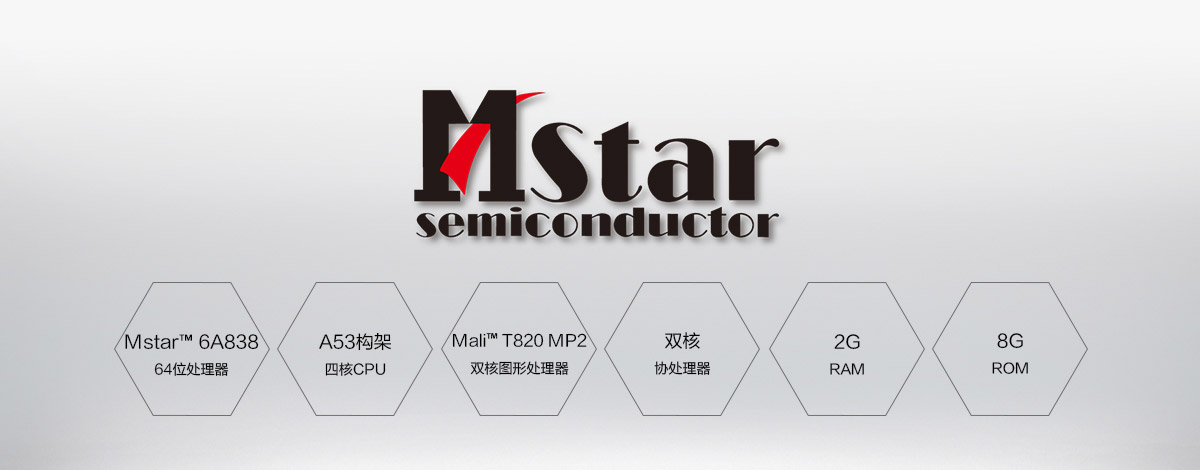 Mstar
semiconductor
Mstar™ 6A838
64位处理器
A53构架
四核CPU
Mali™ T820 MP2
双核图形处理器
双核
协处理器
2G
RAM
8G
ROM